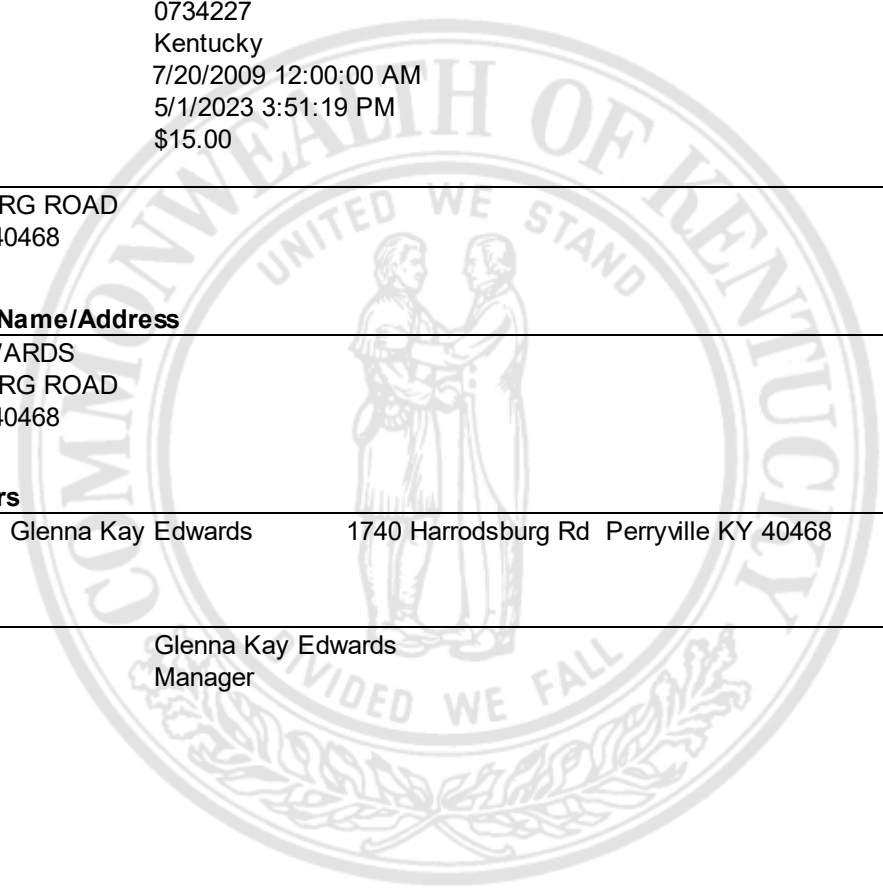 0734227
Kentucky
7/20/2009 12:00:00 AM
5/1/2023 3:51:19 PM
$15.00
COMMONWEALTH OF KENTUCKY
UNITED WE STAND
RG ROAD
40468
Name/Address
ARDS
RG ROAD
40468
rs
Glenna Kay Edwards 1740 Harrodsburg Rd Perryville KY 40468
Glenna Kay Edwards
Manager
DIVIDED WE FALL